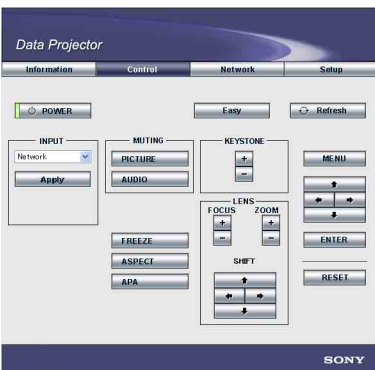 Data Projector
Information Control Network Setup
POWER Easy Refresh
INPUT MUTING KEYSTONE
Network PICTURE + MENU
Apply AUDIO -
LENS
FOCUS ZOOM
+ +
- -
FREEZE ENTER
ASPECT SHIFT
APA RESET
SONY